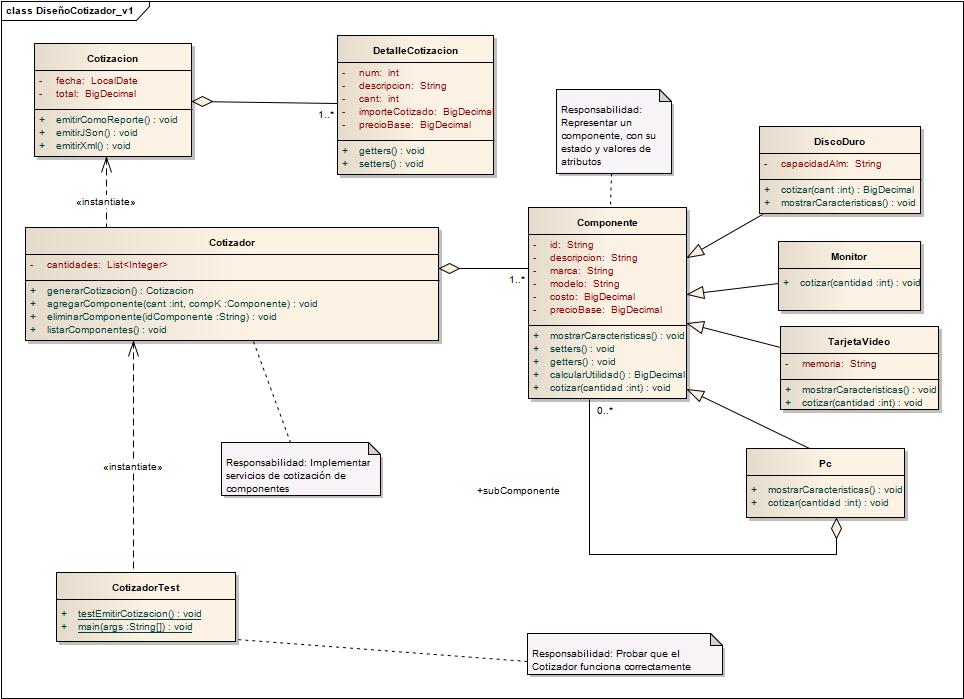 class DiseñoCotizador_v1
Cotizacion
- fecha: LocalDate
- total: BigDecimal
+ emitirComoReporte() : void
+ emitirJSon() : void
+ emitirXml() : void
1..*
DetalleCotizacion
- num: int
- descripcion: String
- cant: int
- importeCotizado: BigDecimal
- precioBase: BigDecimal
+ getters() : void
+ setters() : void
Responsabilidad:
Representar un
componente, con su
estado y valores de
atributos
DiscoDuro
- capacidadAlm: String
+ cotizar(cant :int) : BigDecimal
+ mostrarCaracteristicas() : void
«instantiate»
Cotizador
- cantidades: List<Integer>
+ generarCotizacion() : Cotizacion
+ agregarComponente(cant :int, compK :Componente) : void
+ eliminarComponente(idComponente :String) : void
+ listarComponentes() : void
1..*
Componente
- id: String
- descripcion: String
- marca: String
- modelo: String
- costo: BigDecimal
- precioBase: BigDecimal
+ mostrarCaracteristicas() : void
+ setters() : void
+ getters() : void
+ calcularUtilidad() : BigDecimal
+ cotizar(cantidad :int) : void
Monitor
+ cotizar(cantidad :int) : void
TarjetaVideo
- memoria: String
+ mostrarCaracteristicas() : void
+ cotizar(cantidad :int) : void
0..*
Pc
+ mostrarCaracteristicas() : void
+ cotizar(cantidad :int) : void
+subComponente
Responsabilidad: Implementar
servicios de cotización de
componentes
«instantiate»
CotizadorTest
+ testEmitirCotizacion() : void
+ main(args :String[]) : void
Responsabilidad: Probar que el
Cotizador funciona correctamente